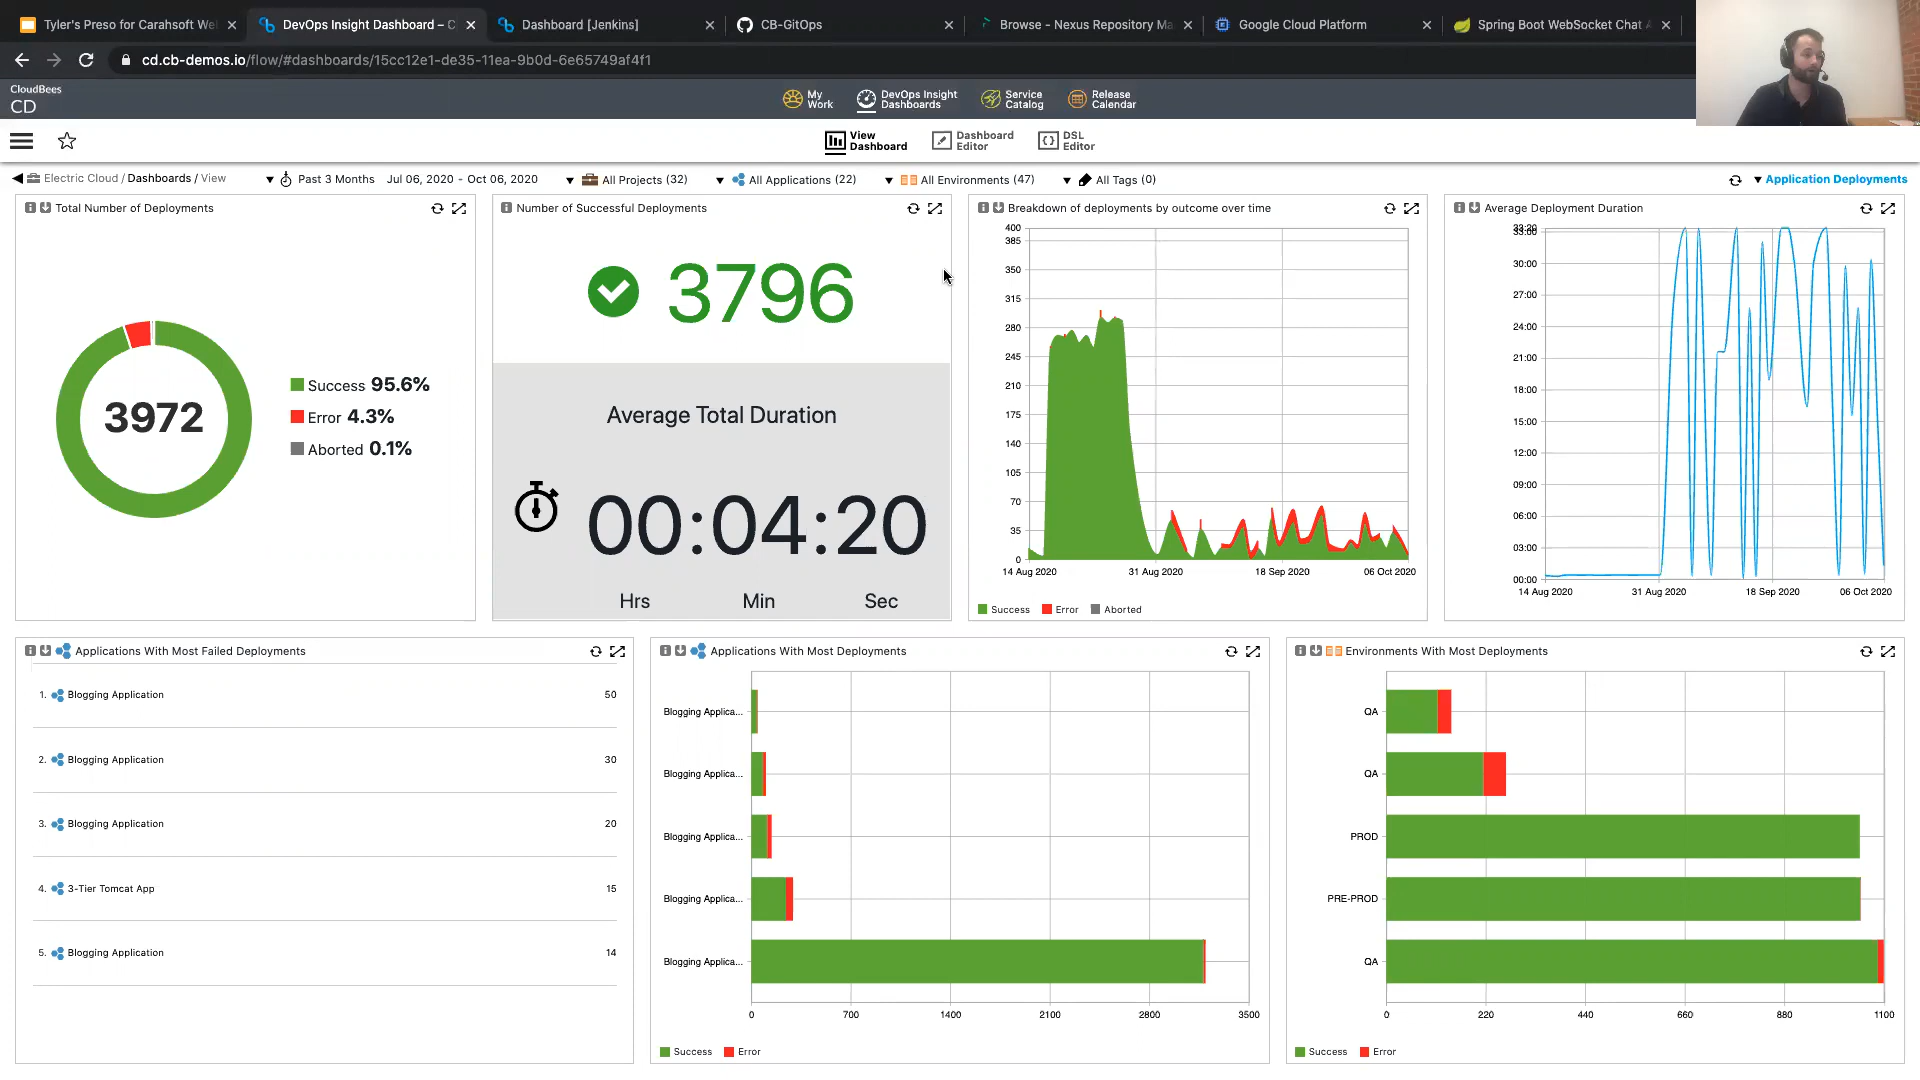 Tyler's Preso for Carahsoft We
DevOps Insight Dashboard – C
Dashboard [Jenkins]
CB-GitOps
Browse - Nexus Repository Ma
Google Cloud Platform
Spring Boot WebSocket Chat A
cd.cb-demos.io/flow/#dashboards/15cc12e1-de35-11ea-9b0d-6e65749af4f1
CloudBees
CD
My Work
DevOps Insight Dashboards
Service Catalog
Release Calendar
View Dashboard
Dashboard Editor
DSL Editor
Electric Cloud / Dashboards / View
Past 3 Months Jul 06, 2020 - Oct 06, 2020
All Projects (32)
All Applications (22)
All Environments (47)
All Tags (0)
Application Deployments
Total Number of Deployments
3972
Success 95.6%
Error 4.3%
Aborted 0.1%
Number of Successful Deployments
3796
Average Total Duration
00:04:20
Hrs Min Sec
Breakdown of deployments by outcome over time
400
385
350
315
280
245
210
175
140
105
70
35
0
14 Aug 2020 31 Aug 2020 18 Sep 2020 06 Oct 2020
Success Error Aborted
Average Deployment Duration
33:20
33:00
30:00
27:00
24:00
21:00
18:00
15:00
12:00
09:00
06:00
03:00
00:00
14 Aug 2020 31 Aug 2020 18 Sep 2020 06 Oct 2020
Applications With Most Failed Deployments
1. Blogging Application 50
2. Blogging Application 30
3. Blogging Application 20
4. 3-Tier Tomcat App 15
5. Blogging Application 14
Applications With Most Deployments
Blogging Applica...
Blogging Applica...
Blogging Applica...
Blogging Applica...
Blogging Applica...
0 700 1400 2100 2800 3500
Success Error
Environments With Most Deployments
QA
QA
PROD
PRE-PROD
QA
0 220 440 660 880 1100
Success Error